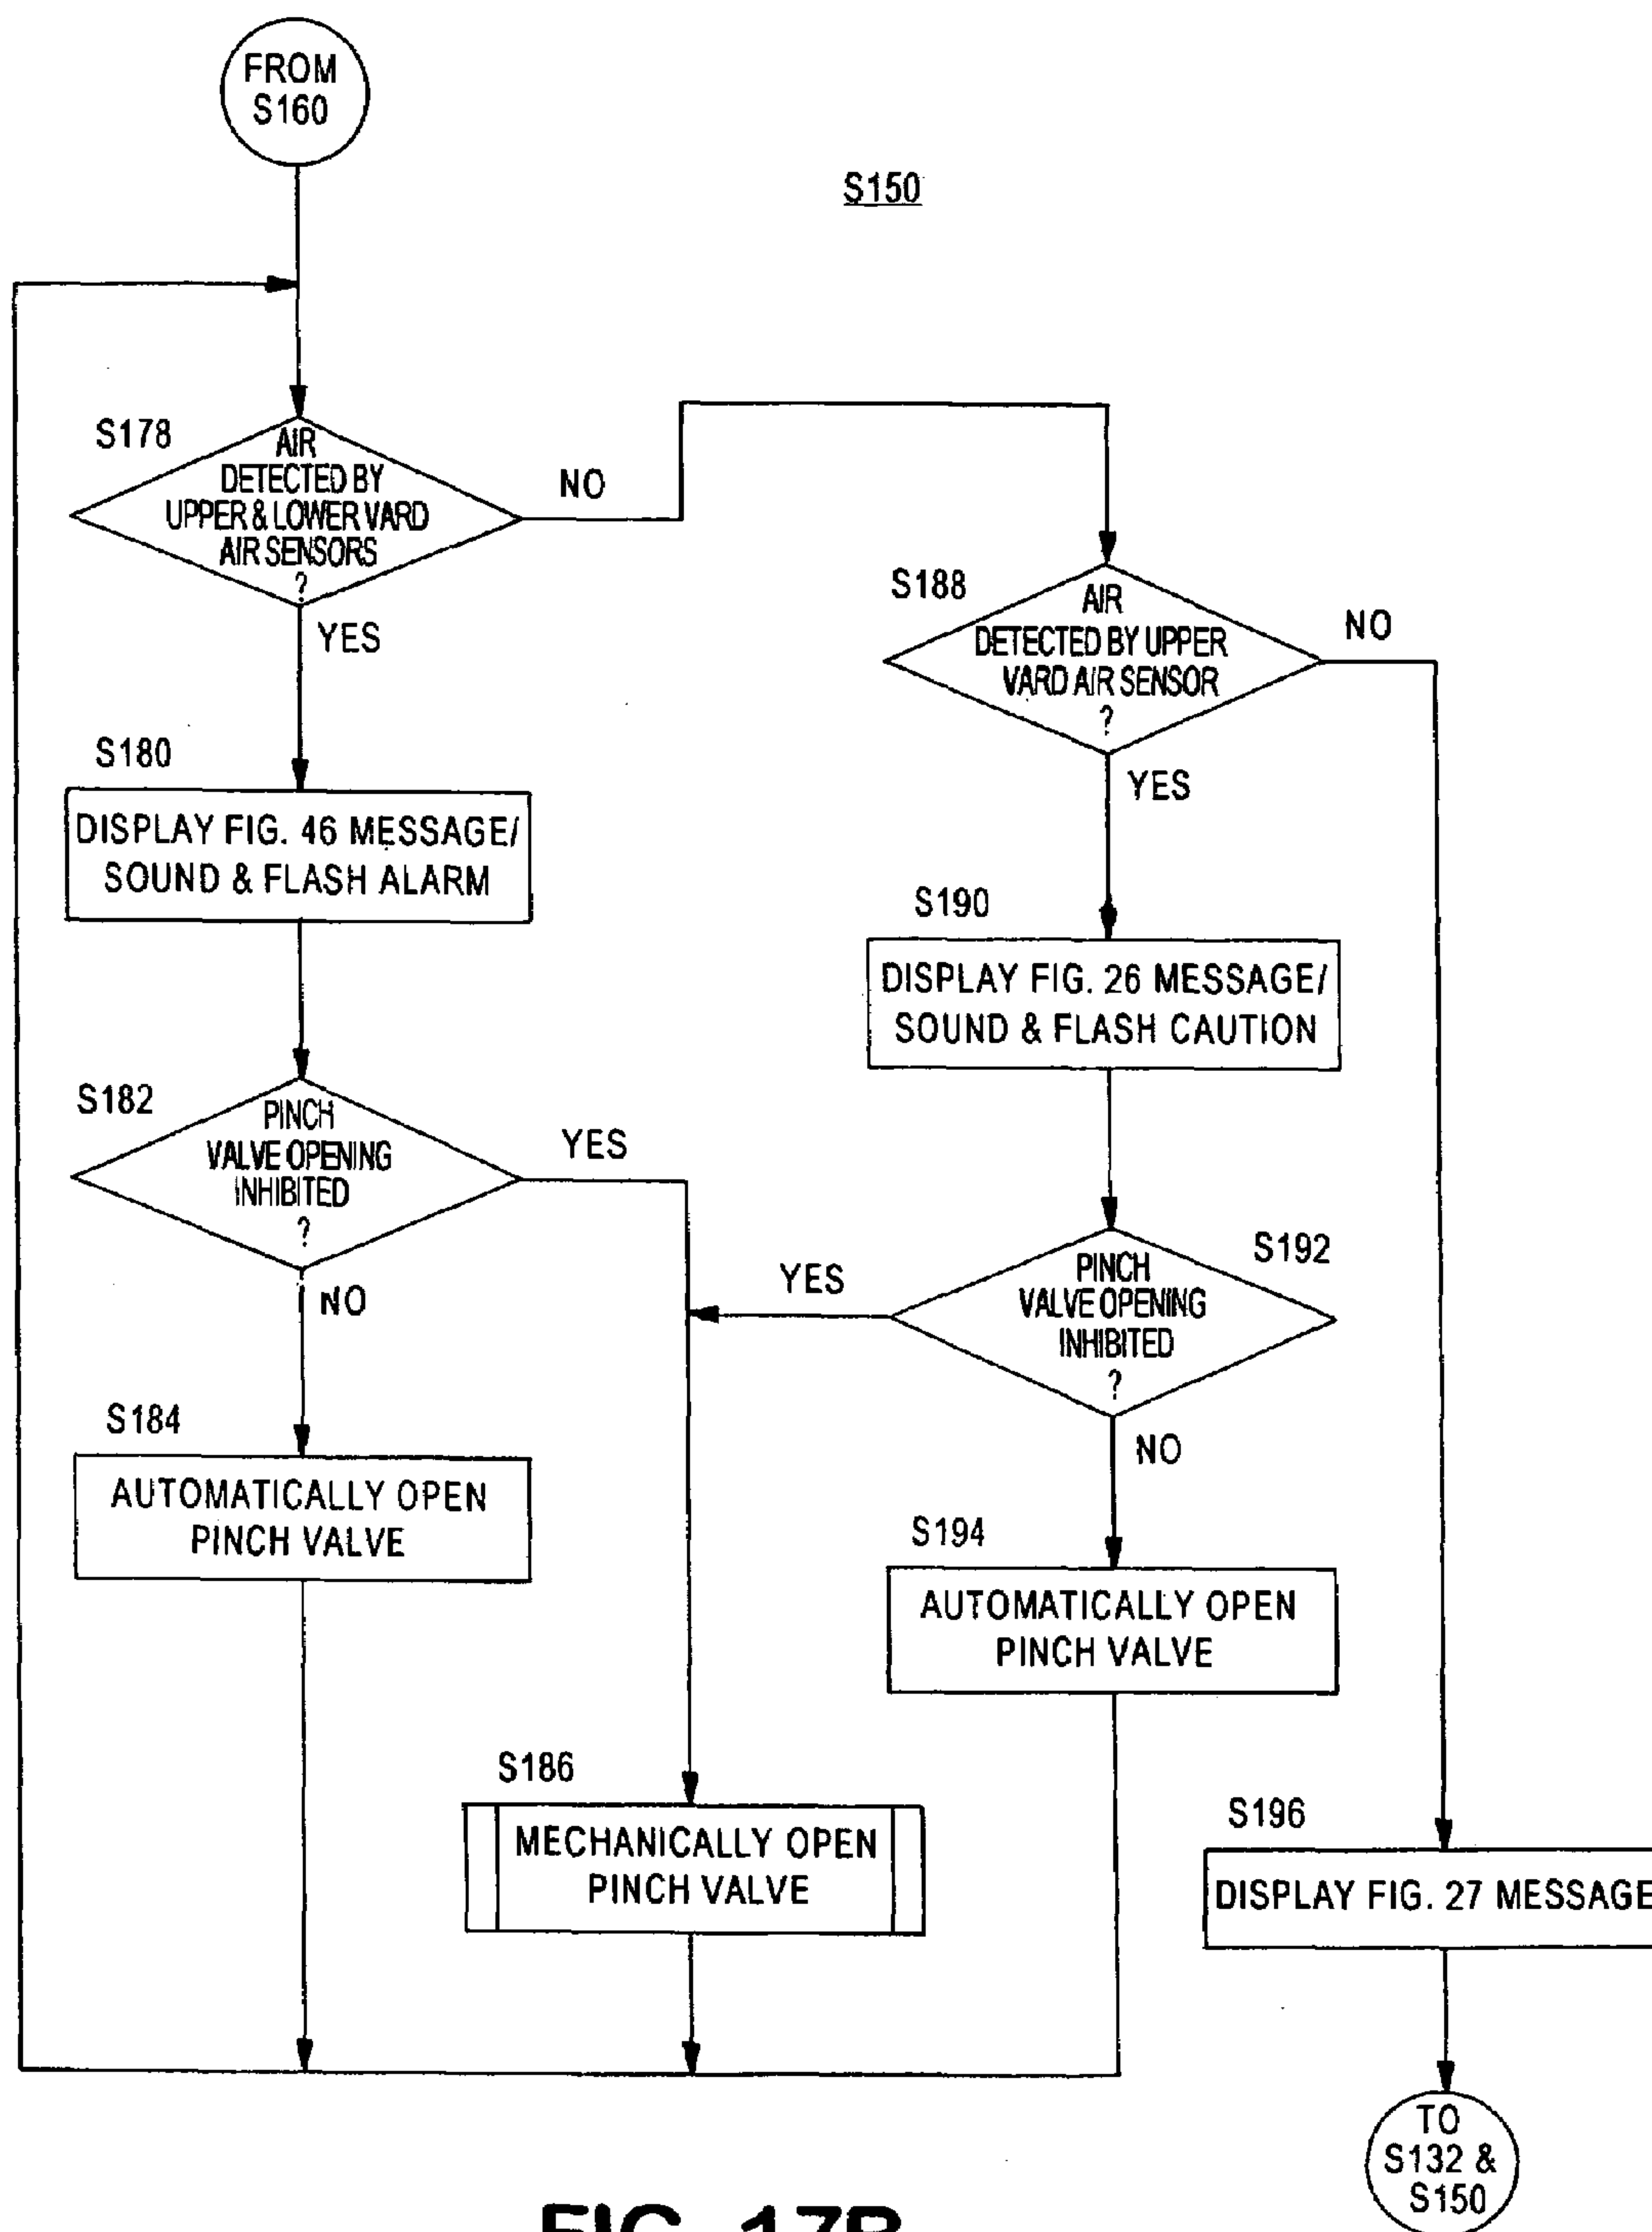 FROM
S160
S150
S178
AIR
DETECTED BY
UPPER & LOWER VARD
AIR SENSORS
?
NO
YES
S188
AIR
DETECTED BY UPPER
VARD AIR SENSOR
?
NO
YES
S180
DISPLAY FIG. 46 MESSAGE/
SOUND & FLASH ALARM
S190
DISPLAY FIG. 26 MESSAGE/
SOUND & FLASH CAUTION
S182
PINCH
VALVE OPENING
INHIBITED
?
YES
NO
S192
PINCH
VALVE OPENING
INHIBITED
?
YES
NO
S184
AUTOMATICALLY OPEN
PINCH VALVE
S194
AUTOMATICALLY OPEN
PINCH VALVE
S186
MECHANICALLY OPEN
PINCH VALVE
S196
DISPLAY FIG. 27 MESSAGE
TO
S132 &
S150
FIG. 17B